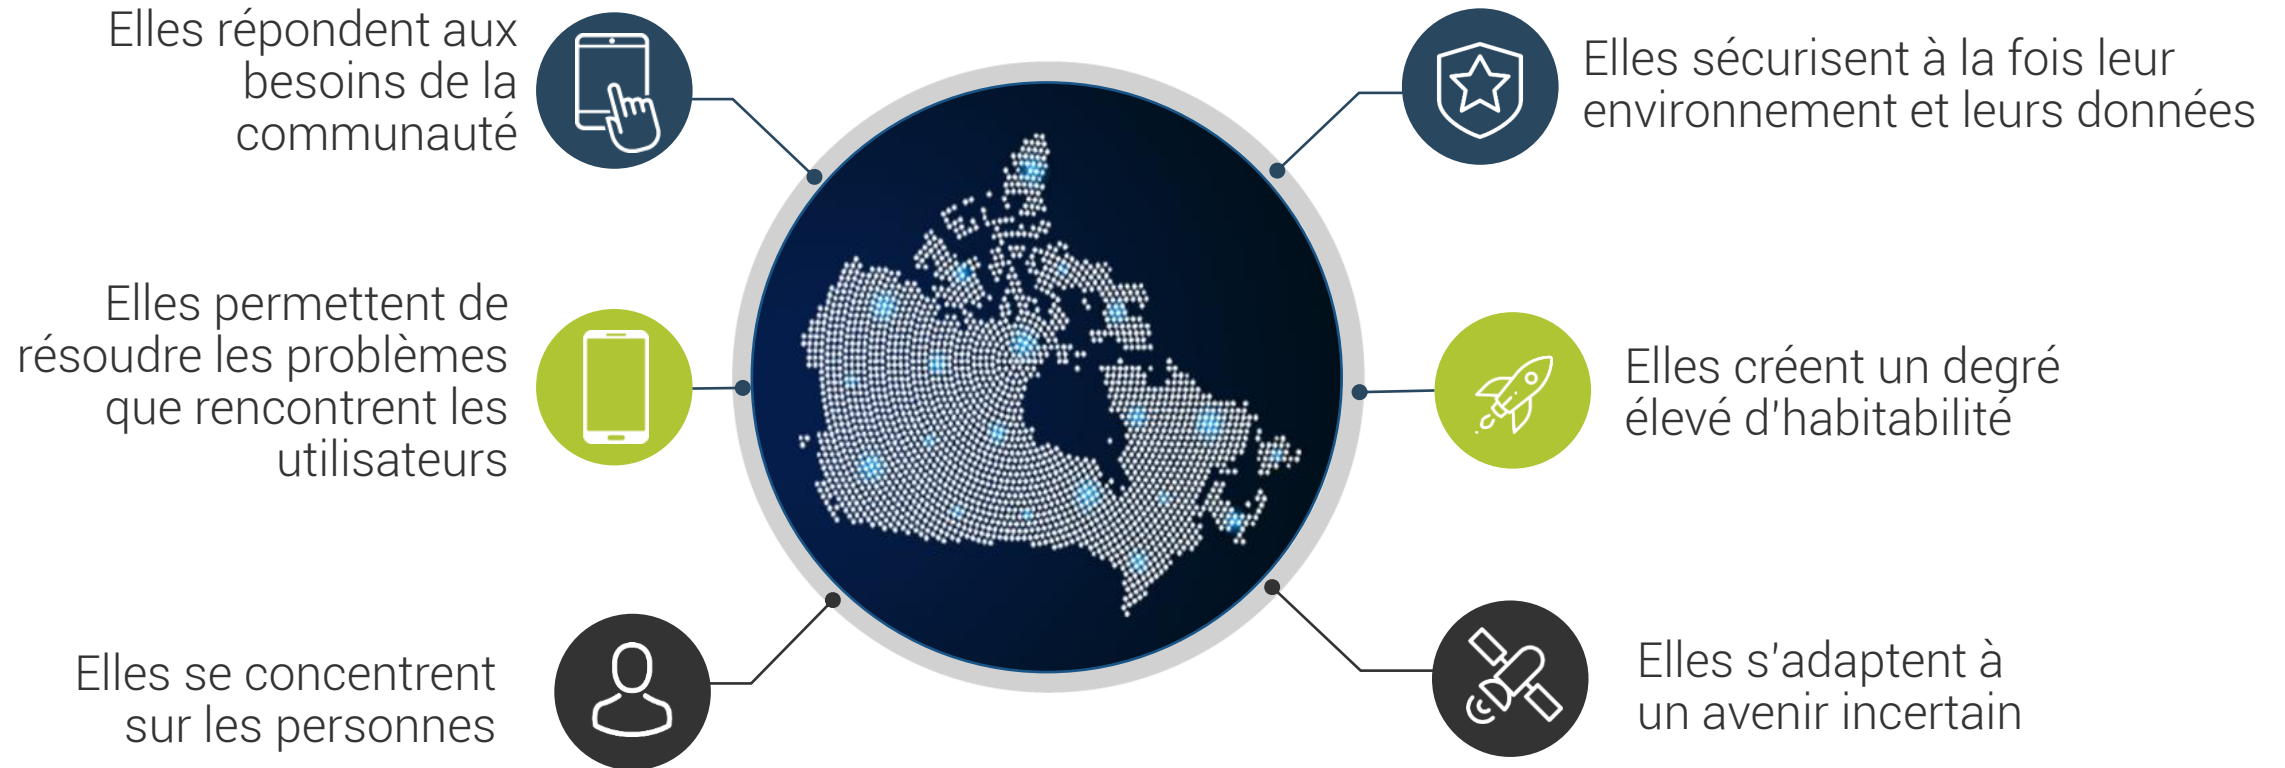 Elles répondent aux
besoins de la
communauté
Elles permettent de
résoudre les problèmes
que rencontrent les
utilisateurs
Elles se concentrent
sur les personnes
Elles sécurisent à la fois leur
environnement et leurs données
Elles créent un degré
élevé d'habitabilité
Elles s'adaptent à
un avenir incertain